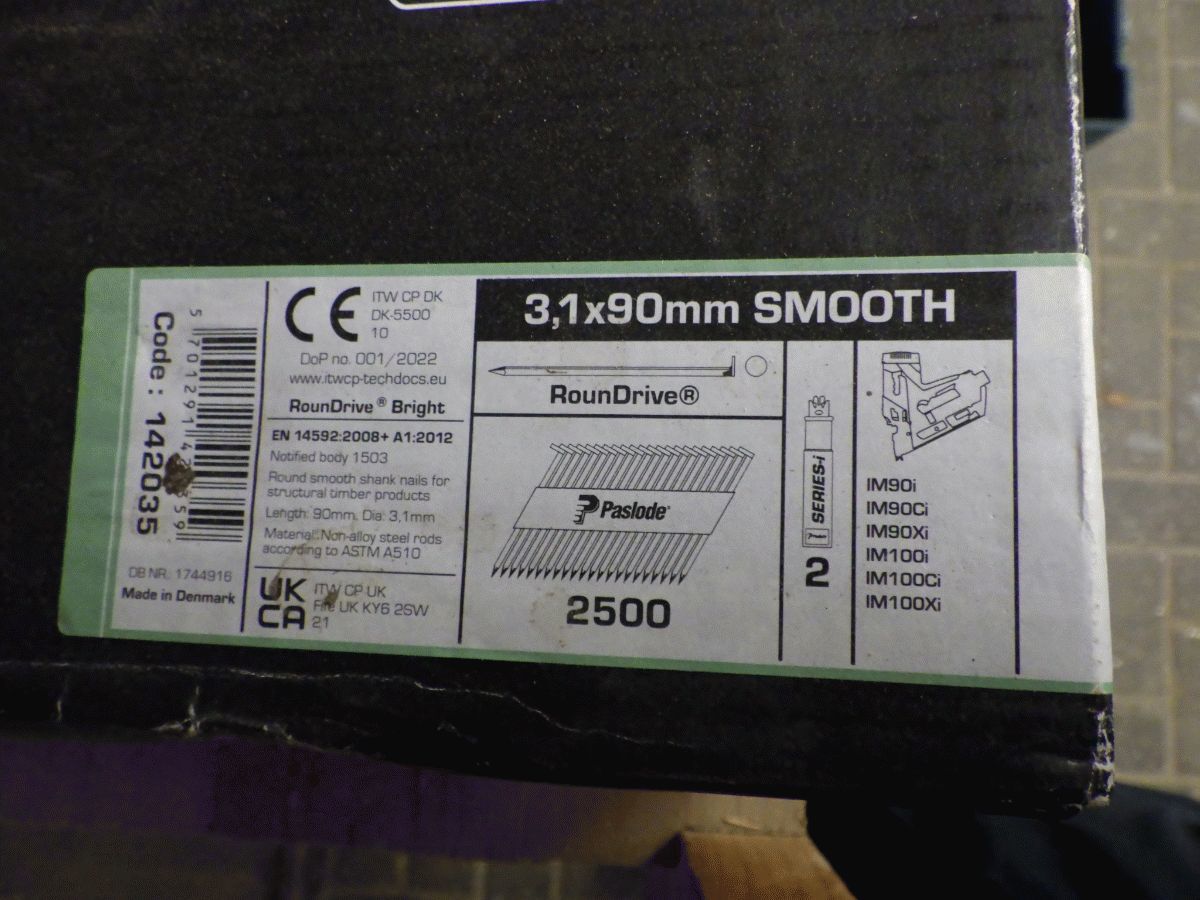 Code: 142035
DB NR. 1744916
Made in Denmark
CE
ITW CP DK
DK-5500
10
DoP no. 001/2022
www.itwcp-techdocs.eu
RounDrive® Bright
EN 14592:2008+ A1:2012
Notified body 1503
Round smooth shank nails for
structural timber products
Length: 90mm. Dia: 3,1mm
Material: Non-alloy steel rods
according to ASTM A510
UK
CA
ITW CP UK
Fife UK KY6 2SW
21
3,1x90mm SMOOTH
RounDrive®
Paslode®
2500
SERIES-i
2
IM90i
IM90Ci
IM90Xi
IM100i
IM100Ci
IM100Xi